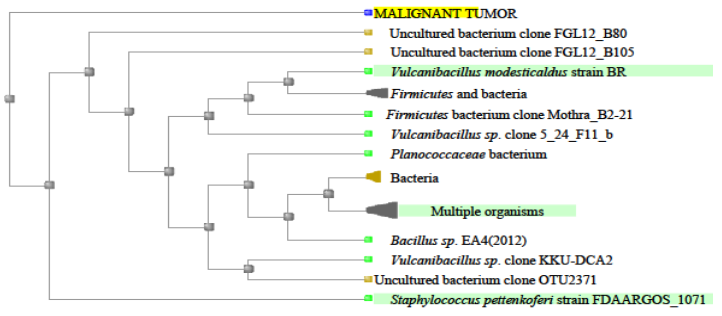 MALIGNANT TUMOR
Uncultured bacterium clone FGL12_B80
Uncultured bacterium clone FGL12_B105
Vulcanibacillus modesticaldus strain BR
Firmicutes and bacteria
Firmicutes bacterium clone Mothra_B2-21
Vulcanibacillus sp. clone 5_24_F11_b
Planococcaceae bacterium
Bacteria
Multiple organisms
Bacillus sp. EA4(2012)
Vulcanibacillus sp. clone KKU-DCA2
Uncultured bacterium clone OTU2371
Staphylococcus pettenkoferi strain FDAARGOS_1071